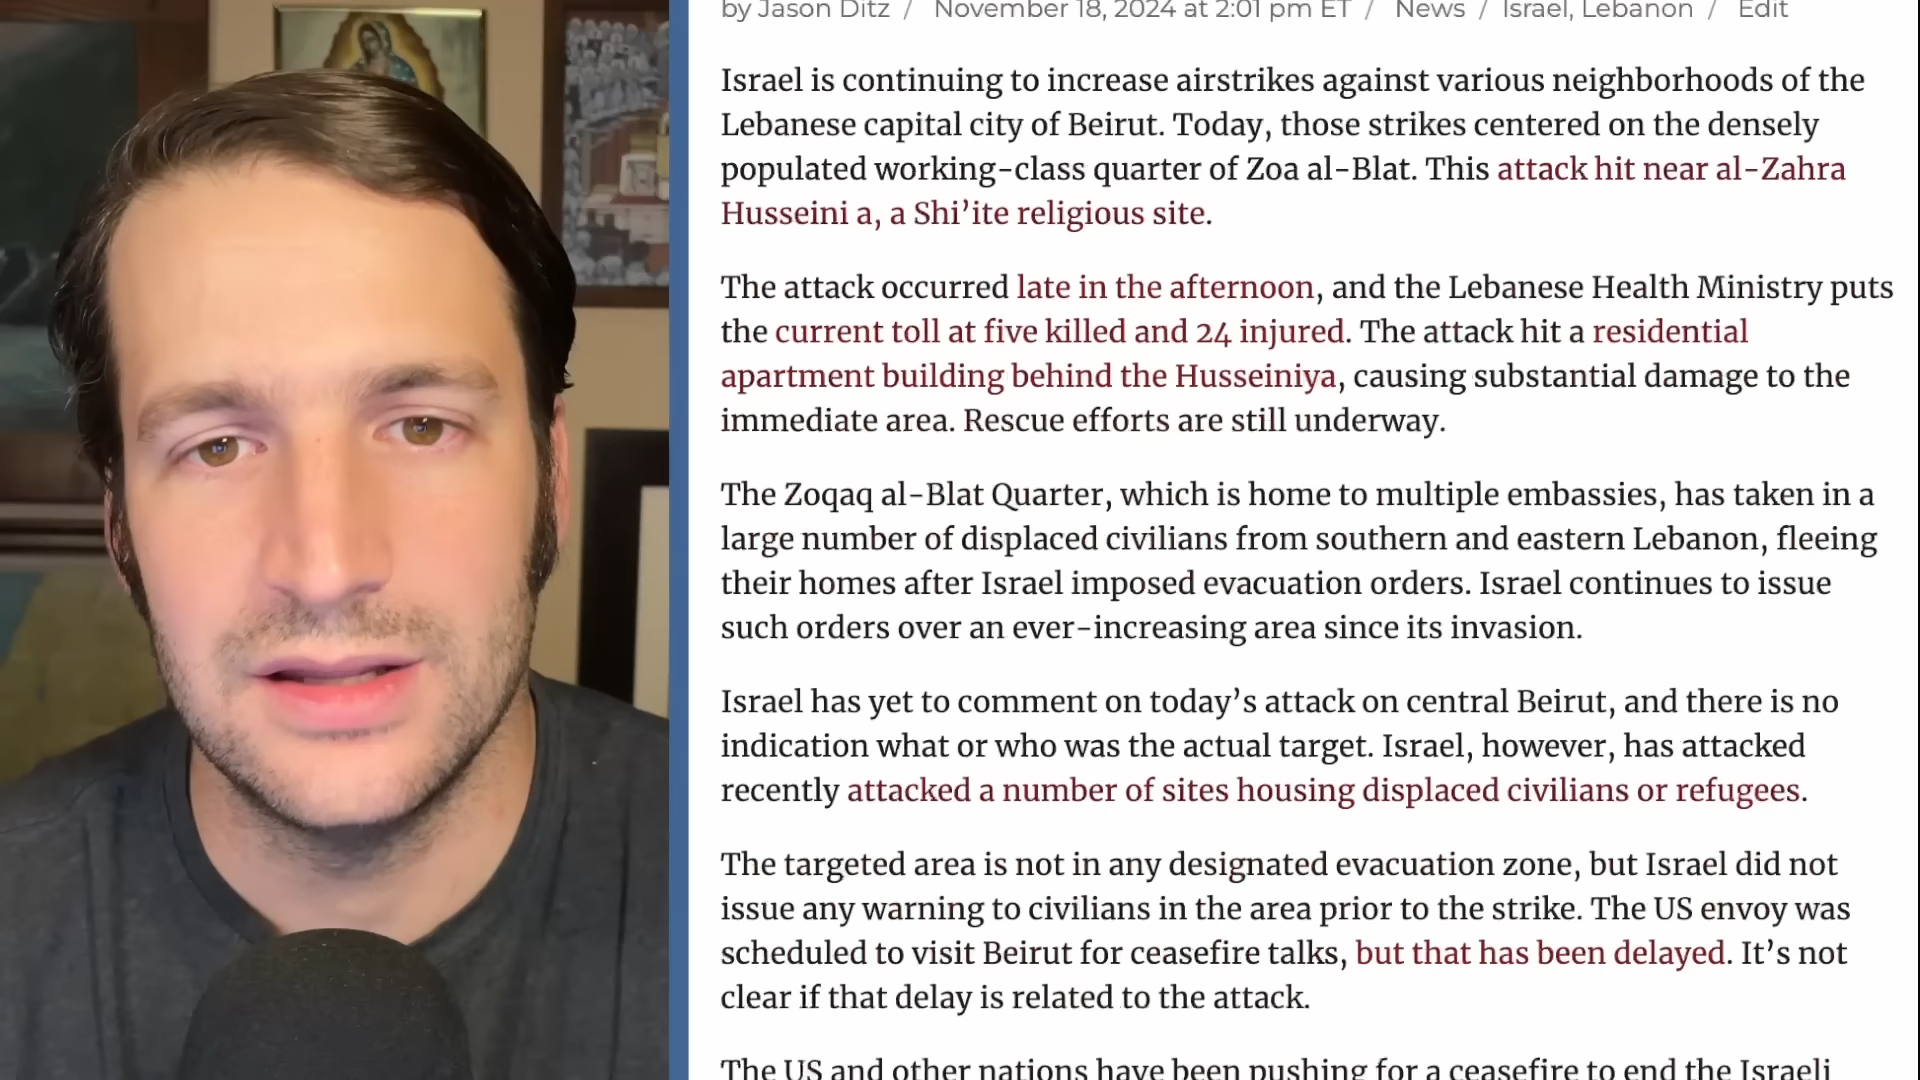 by Jason Ditz / November 18, 2024 at 2:01 pm ET / News / Israel, Lebanon / Edit
Israel is continuing to increase airstrikes against various neighborhoods of the
Lebanese capital city of Beirut. Today, those strikes centered on the densely
populated working-class quarter of Zoa al-Blat. This attack hit near al-Zahra
Husseini a, a Shi’ite religious site.
The attack occurred late in the afternoon, and the Lebanese Health Ministry puts
the current toll at five killed and 24 injured. The attack hit a residential
apartment building behind the Husseiniya, causing substantial damage to the
immediate area. Rescue efforts are still underway.
The Zoqaq al-Blat Quarter, which is home to multiple embassies, has taken in a
large number of displaced civilians from southern and eastern Lebanon, fleeing
their homes after Israel imposed evacuation orders. Israel continues to issue
such orders over an ever-increasing area since its invasion.
Israel has yet to comment on today’s attack on central Beirut, and there is no
indication what or who was the actual target. Israel, however, has attacked
recently attacked a number of sites housing displaced civilians or refugees.
The targeted area is not in any designated evacuation zone, but Israel did not
issue any warning to civilians in the area prior to the strike. The US envoy was
scheduled to visit Beirut for ceasefire talks, but that has been delayed. It’s not
clear if that delay is related to the attack.
The US and other nations have been pushing for a ceasefire to end the Israeli